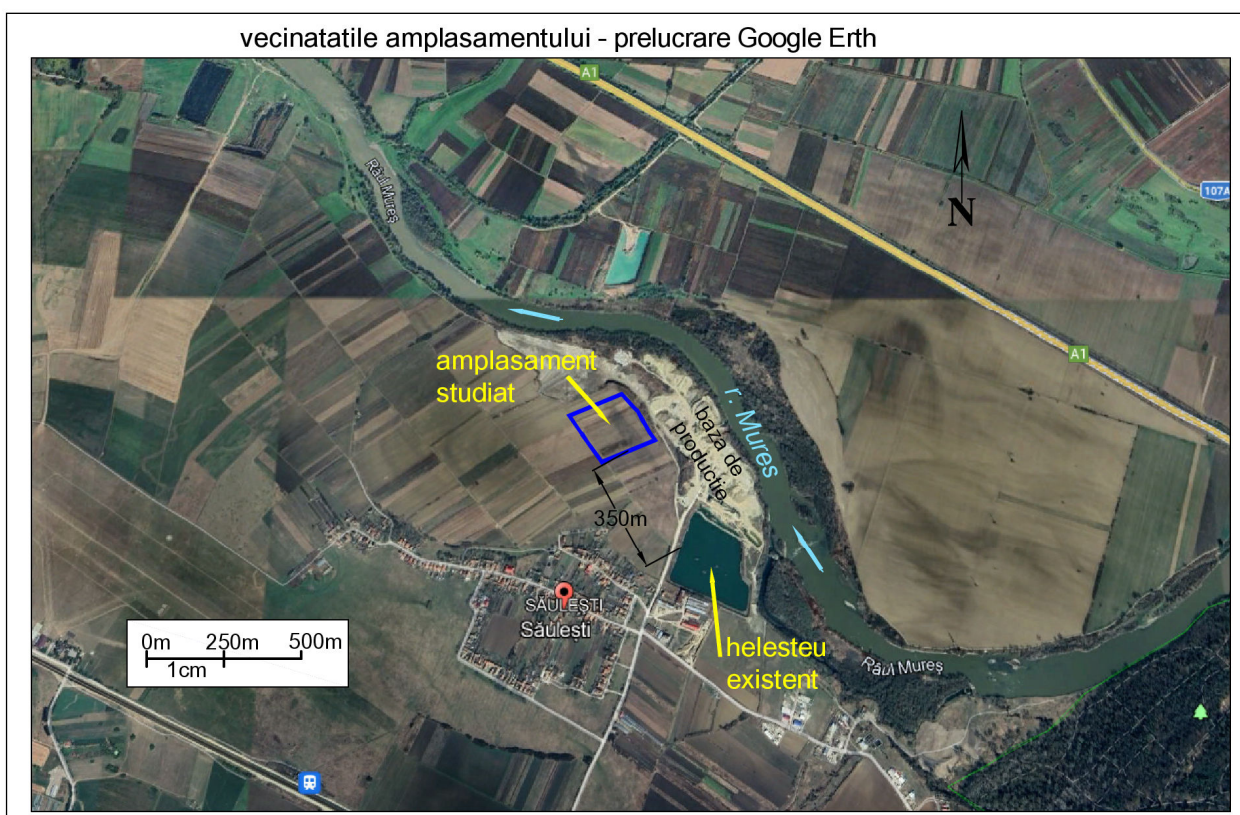 vecinatatile amplasamentului - prelucrare Google Erth
A1
Râul Mureș
N
107A
A1
amplasament
studiat
r. Mures
baza de
productie
350m
SĂULEȘTI
Săulești
0m 250m 500m
1cm
helesteu
existent
Râul Mureș